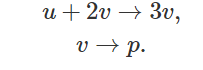 u + 2v → 3v,
v → p.